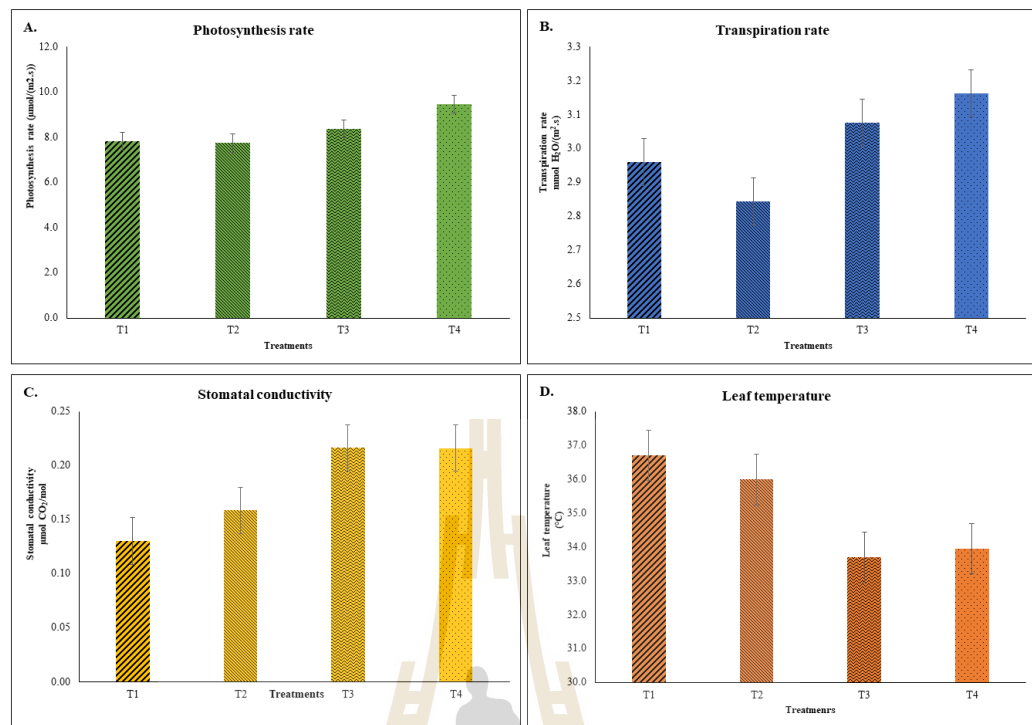 A.
Photosynthesis rate
Photosynthesis rate (µmol/(m2.s))
12.0
10.0
8.0
6.0
4.0
2.0
0.0
T1 T2 T3 T4
Treatments
B.
Transpiration rate
Transpiration rate
mmol H₂O/(m².s)
3.3
3.2
3.1
3.0
2.9
2.8
2.7
2.6
2.5
T1 T2 T3 T4
Treatments
C.
Stomatal conductivity
Stomatal conductivity
µmol CO₂/mol
0.25
0.20
0.15
0.10
0.05
0.00
T1 T2 T3 T4
Treatments
D.
Leaf temperature
Leaf temperature
(°C)
38.0
37.0
36.0
35.0
34.0
33.0
32.0
31.0
30.0
T1 T2 T3 T4
Treatmenrs